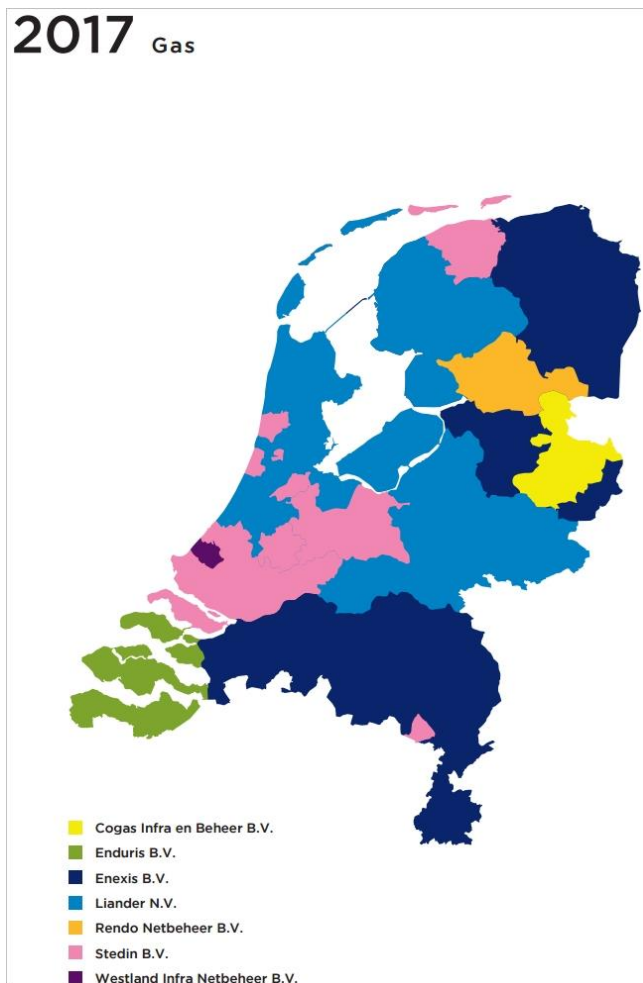 2017 Gas
Cogas Infra en Beheer B.V.
Enduris B.V.
Enexis B.V.
Liander N.V.
Rendo Netbeheer B.V.
Stedin B.V.
Westland Infra Netbeheer B.V.